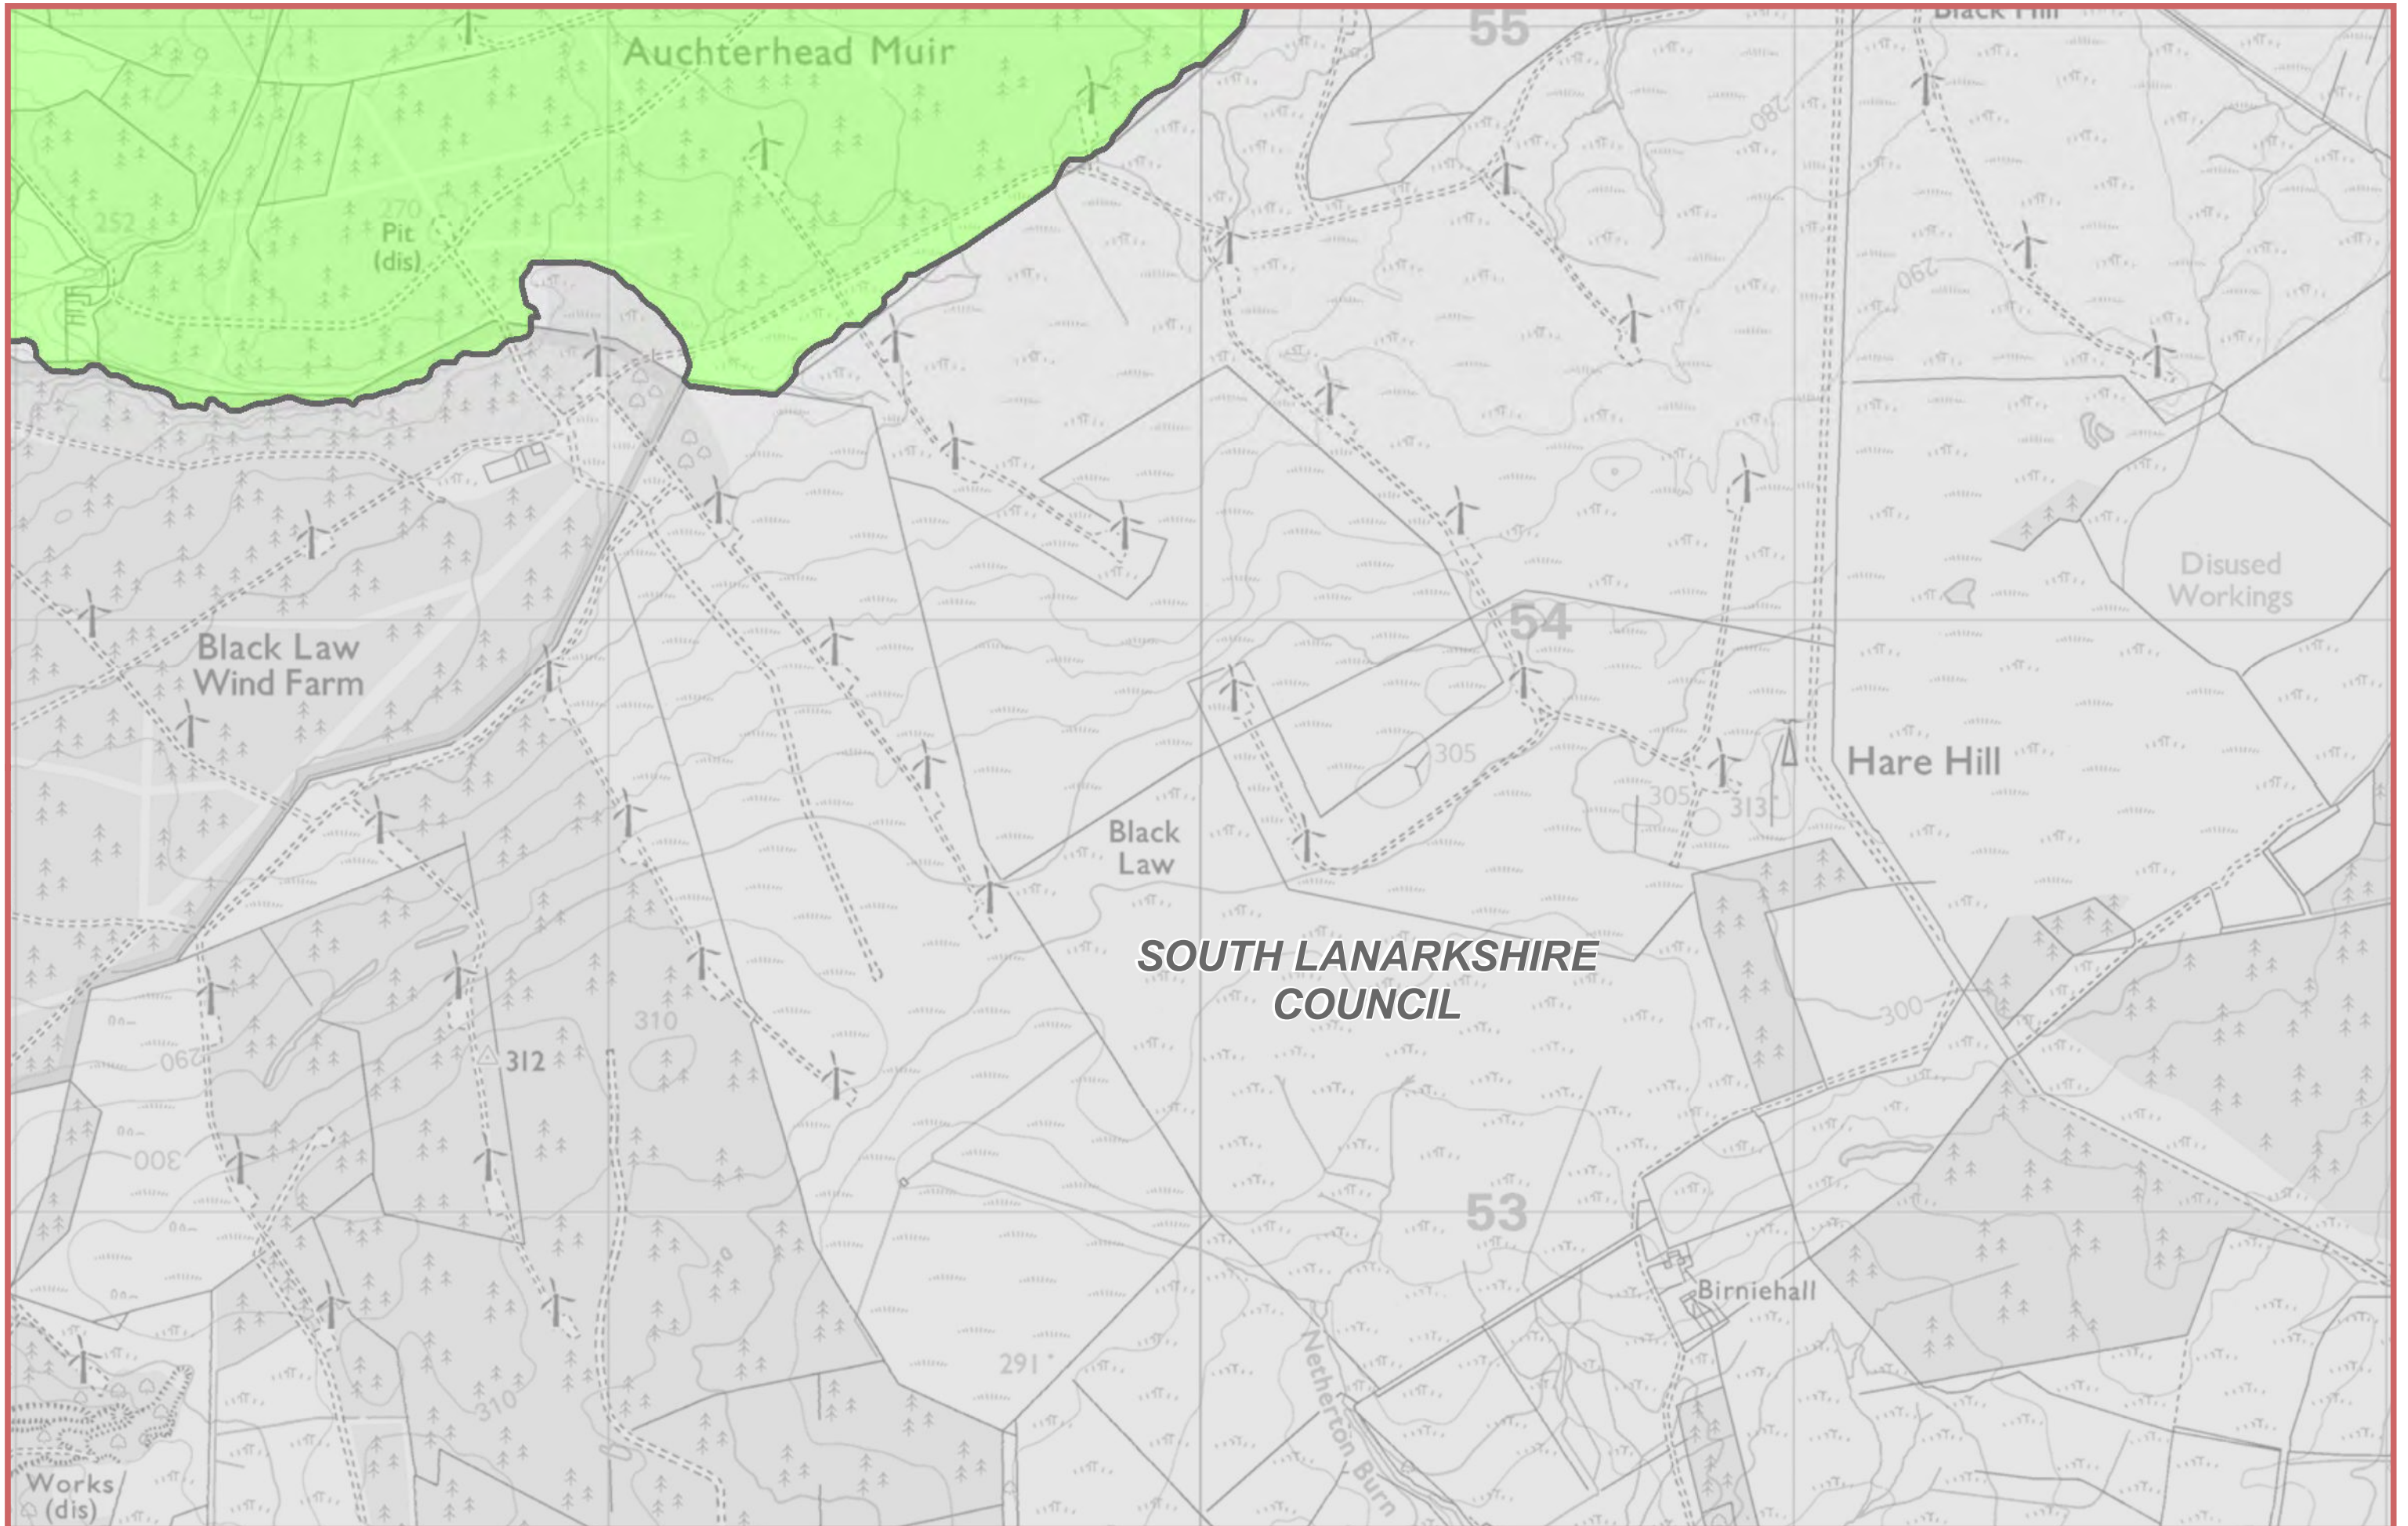 55
Black Hill
Auchterhead Muir
280
252
270
Pit
(dis)
290
Disused
Workings
54
Black Law
Wind Farm
305
Hare Hill
305
313
Black
Law
SOUTH LANARKSHIRE
COUNCIL
300
310
312
290
300
53
Birniehall
291
310
Netherton Burn
Works
(dis)